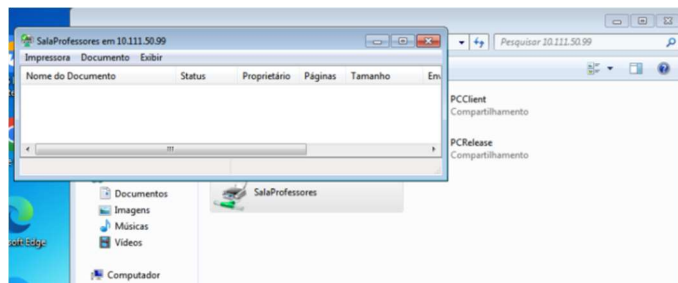 SalaProfessores em 10.111.50.99
Impressora Documento Exibir
Nome do Documento Status Proprietário Páginas Tamanho
Pesquisar 10.111.50.99
PCClient
Compartilhamento
PCRelease
Compartilhamento
SalaProfessores
Documentos
Imagens
Músicas
Vídeos
Computador
Edge